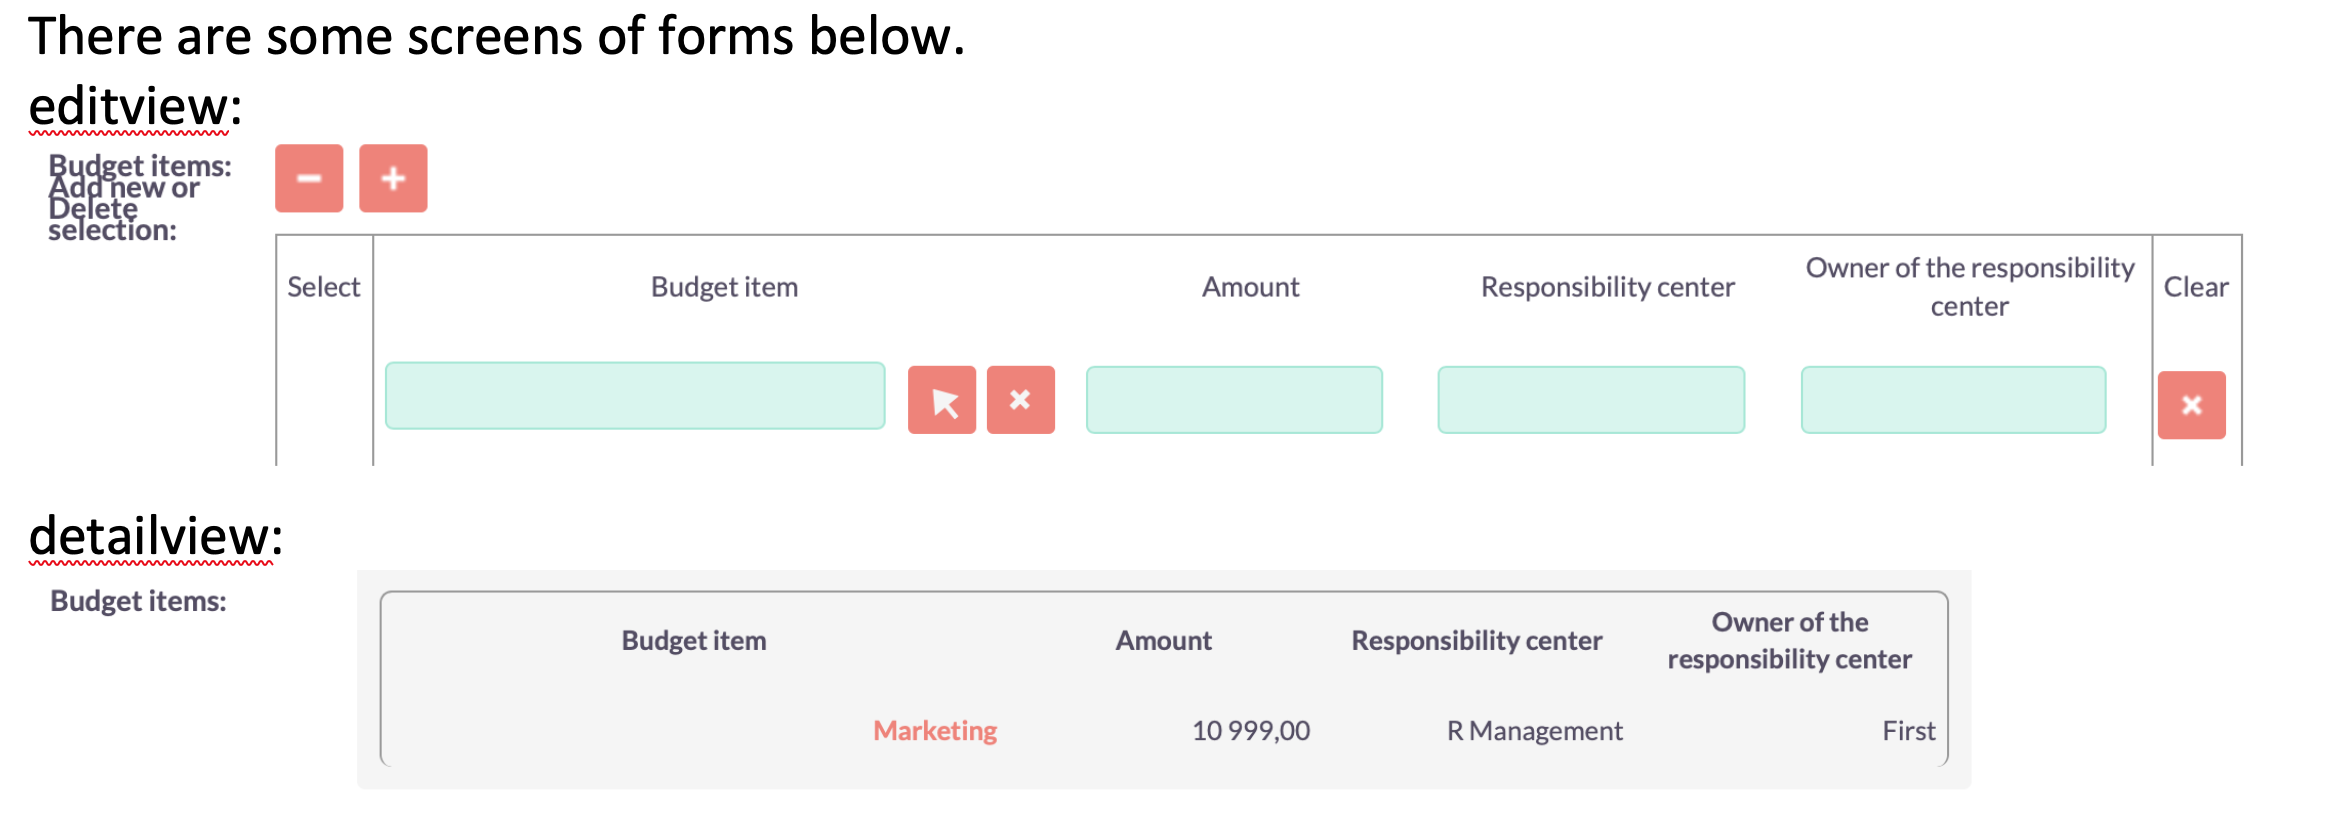 There are some screens of forms below.
editview:
Budget items:
Add new or
Delete
selection:
Select Budget item Amount Responsibility center Owner of the responsibility center Clear
detailview:
Budget items:
Budget item Amount Responsibility center Owner of the responsibility center
Marketing 10 999,00 R Management First